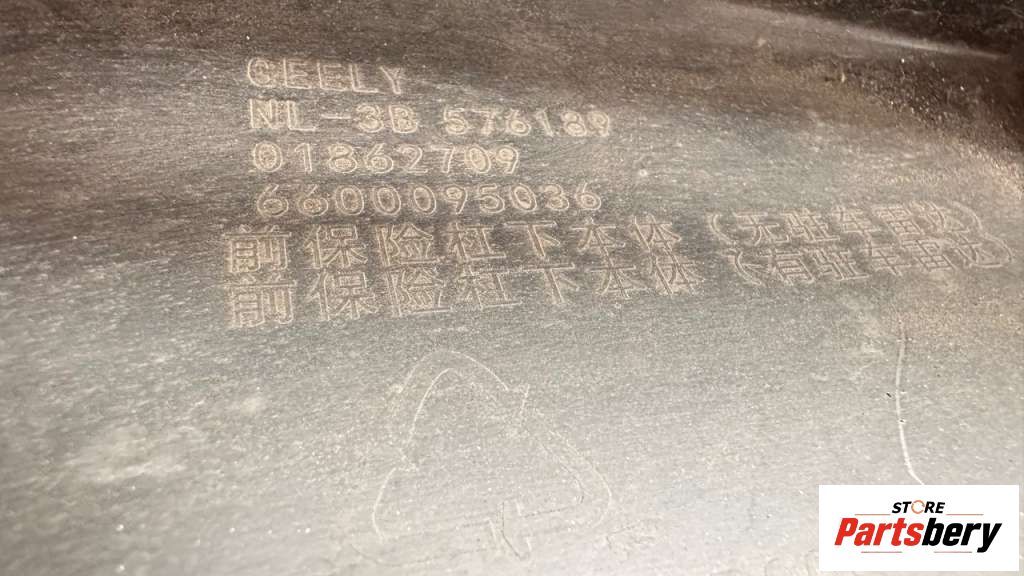 GEELY
NL-3B 576189
01862709
6600095036
前保险杠下本体（无驻车雷达）
前保险杠下本体（有驻车雷达）
STORE
Partsbery